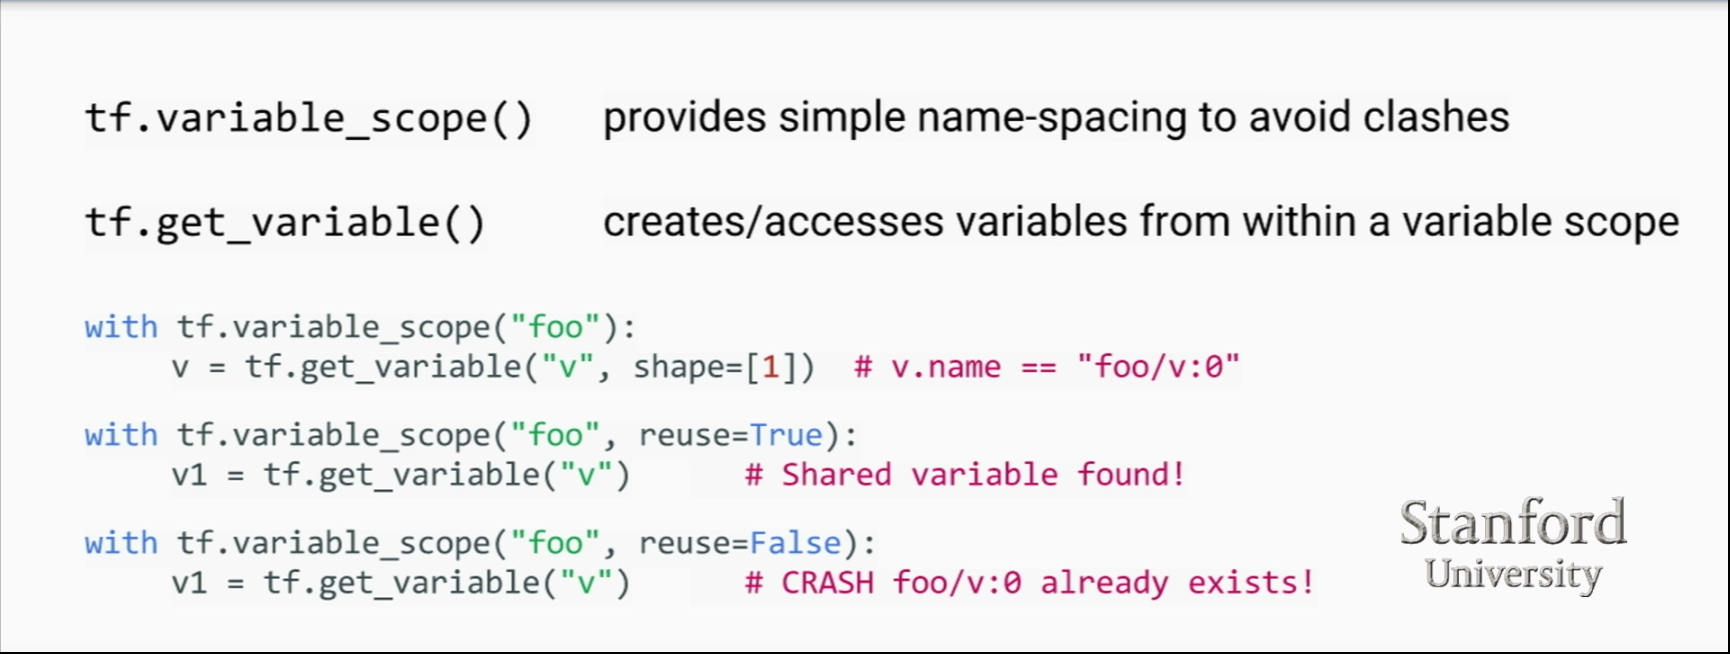 tf.variable_scope() provides simple name-spacing to avoid clashes
tf.get_variable() creates/accesses variables from within a variable scope
with tf.variable_scope("foo"):
     v = tf.get_variable("v", shape=[1])  # v.name == "foo/v:0"
with tf.variable_scope("foo", reuse=True):
     v1 = tf.get_variable("v")      # Shared variable found!
with tf.variable_scope("foo", reuse=False):
     v1 = tf.get_variable("v")      # CRASH foo/v:0 already exists!
Stanford
University